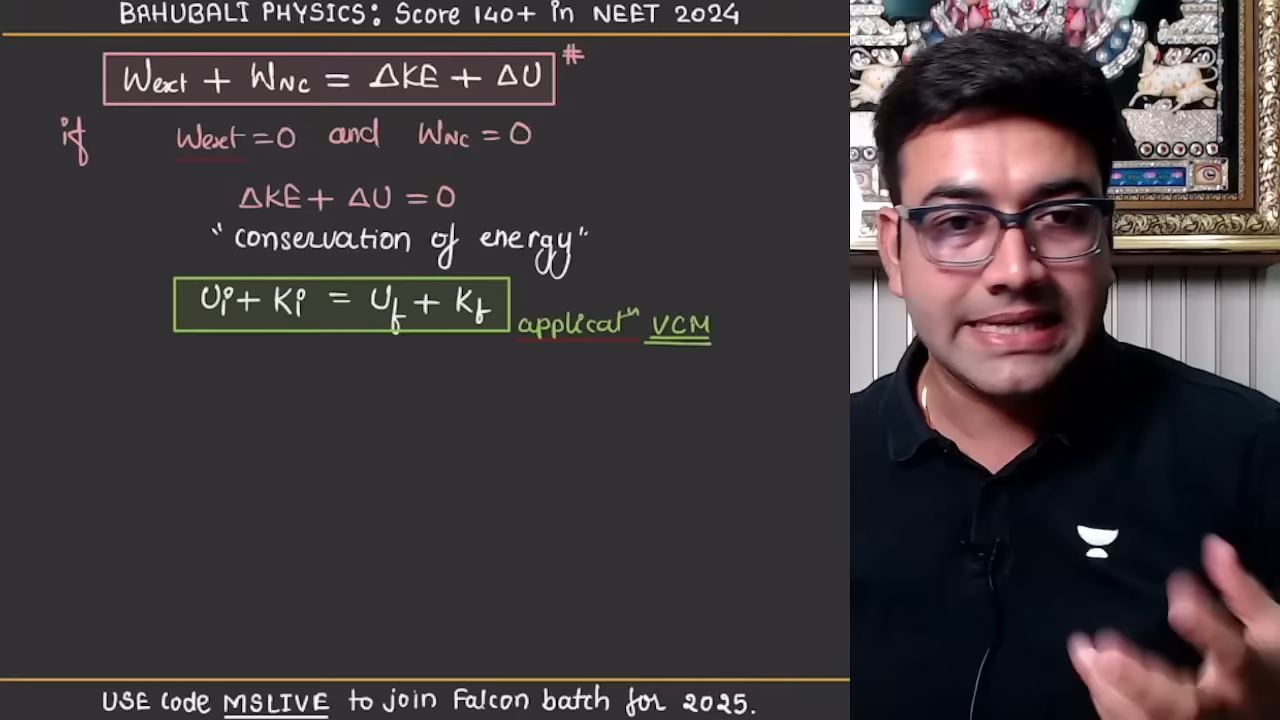 BAHUBALI PHYSICS: Score 140+ in NEET 2024
Wext + WNC = ΔKE + ΔU #
if Wext = 0 and WNC = 0
ΔKE + ΔU = 0
"conservation of energy"
Ui + Ki = Uf + Kf
applicatⁿ VCM
USE Code MSLIVE to join Falcon batch for 2025.